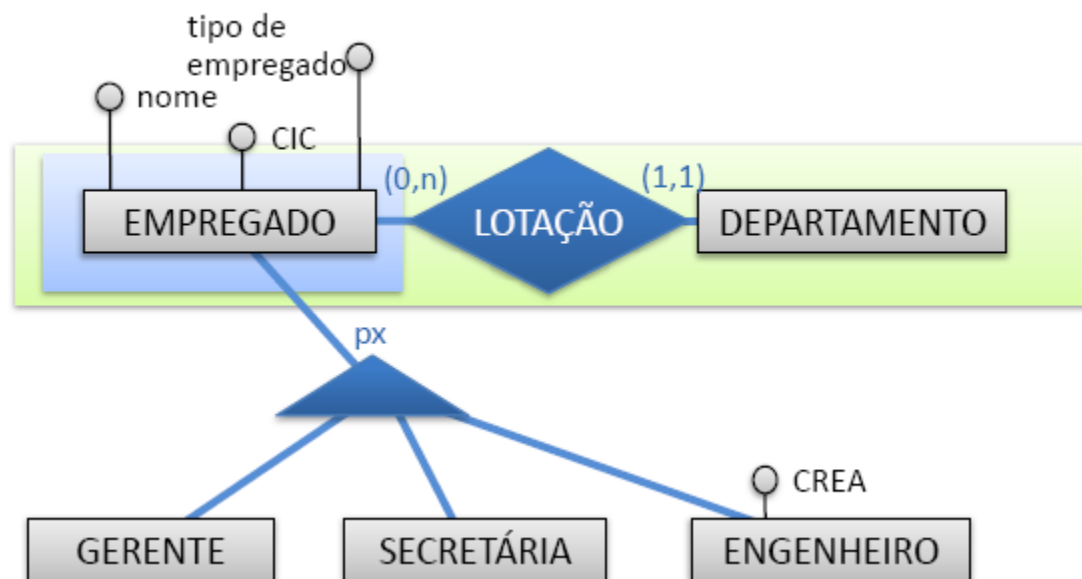 tipo de
empregado
nome
CIC
(0,n)
(1,1)
EMPREGADO
LOTAÇÃO
DEPARTAMENTO
px
CREA
GERENTE
SECRETÁRIA
ENGENHEIRO